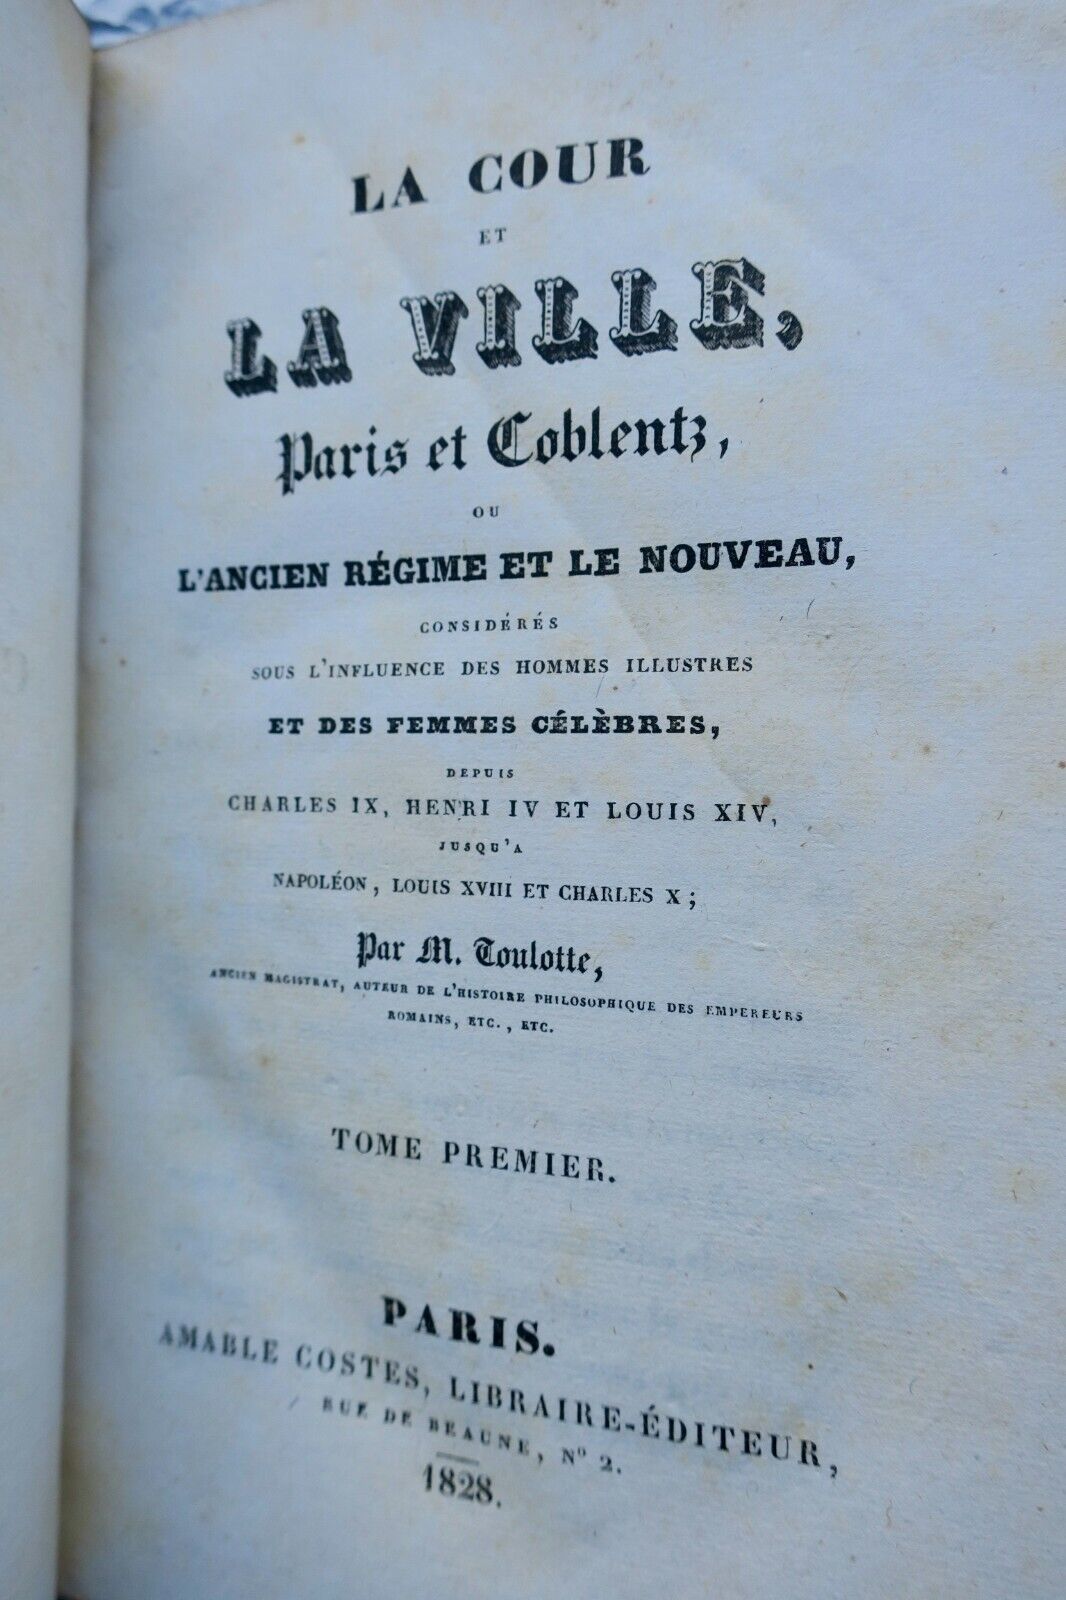 LA COUR
ET
LA VILLE,
Paris et Coblentz,
OU
L'ANCIEN RÉGIME ET LE NOUVEAU,
CONSIDÉRÉS
SOUS L'INFLUENCE DES HOMMES ILLUSTRES
ET DES FEMMES CÉLÈBRES,
DEPUIS
CHARLES IX, HENRI IV ET LOUIS XIV,
JUSQU'A
NAPOLÉON, LOUIS XVIII ET CHARLES X;
Par M. Toulotte,
ANCIEN MAGISTRAT, AUTEUR DE L'HISTOIRE PHILOSOPHIQUE DES EMPEREURS
ROMAINS, ETC., ETC.
TOME PREMIER.
PARIS.
AMABLE COSTES, LIBRAIRE-ÉDITEUR,
RUE DE BEAUNE, N° 2.
1828.